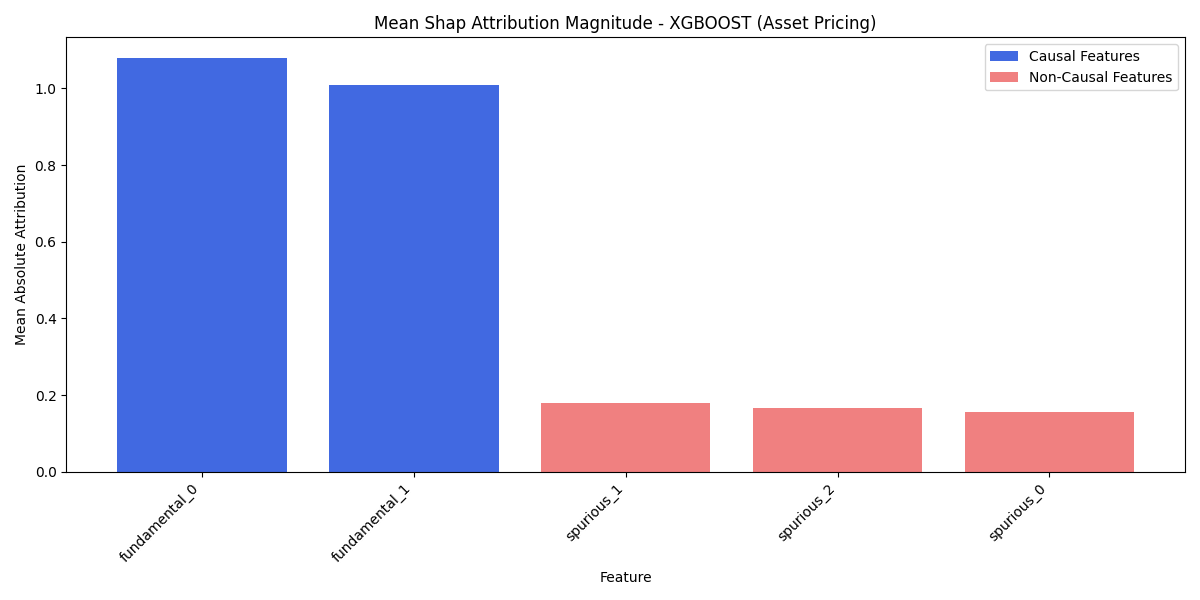 Mean Shap Attribution Magnitude - XGBOOST (Asset Pricing)
Causal Features
Non-Causal Features
Mean Absolute Attribution
1.0
0.8
0.6
0.4
0.2
0.0
fundamental_0
fundamental_1
spurious_1
spurious_2
spurious_0
Feature